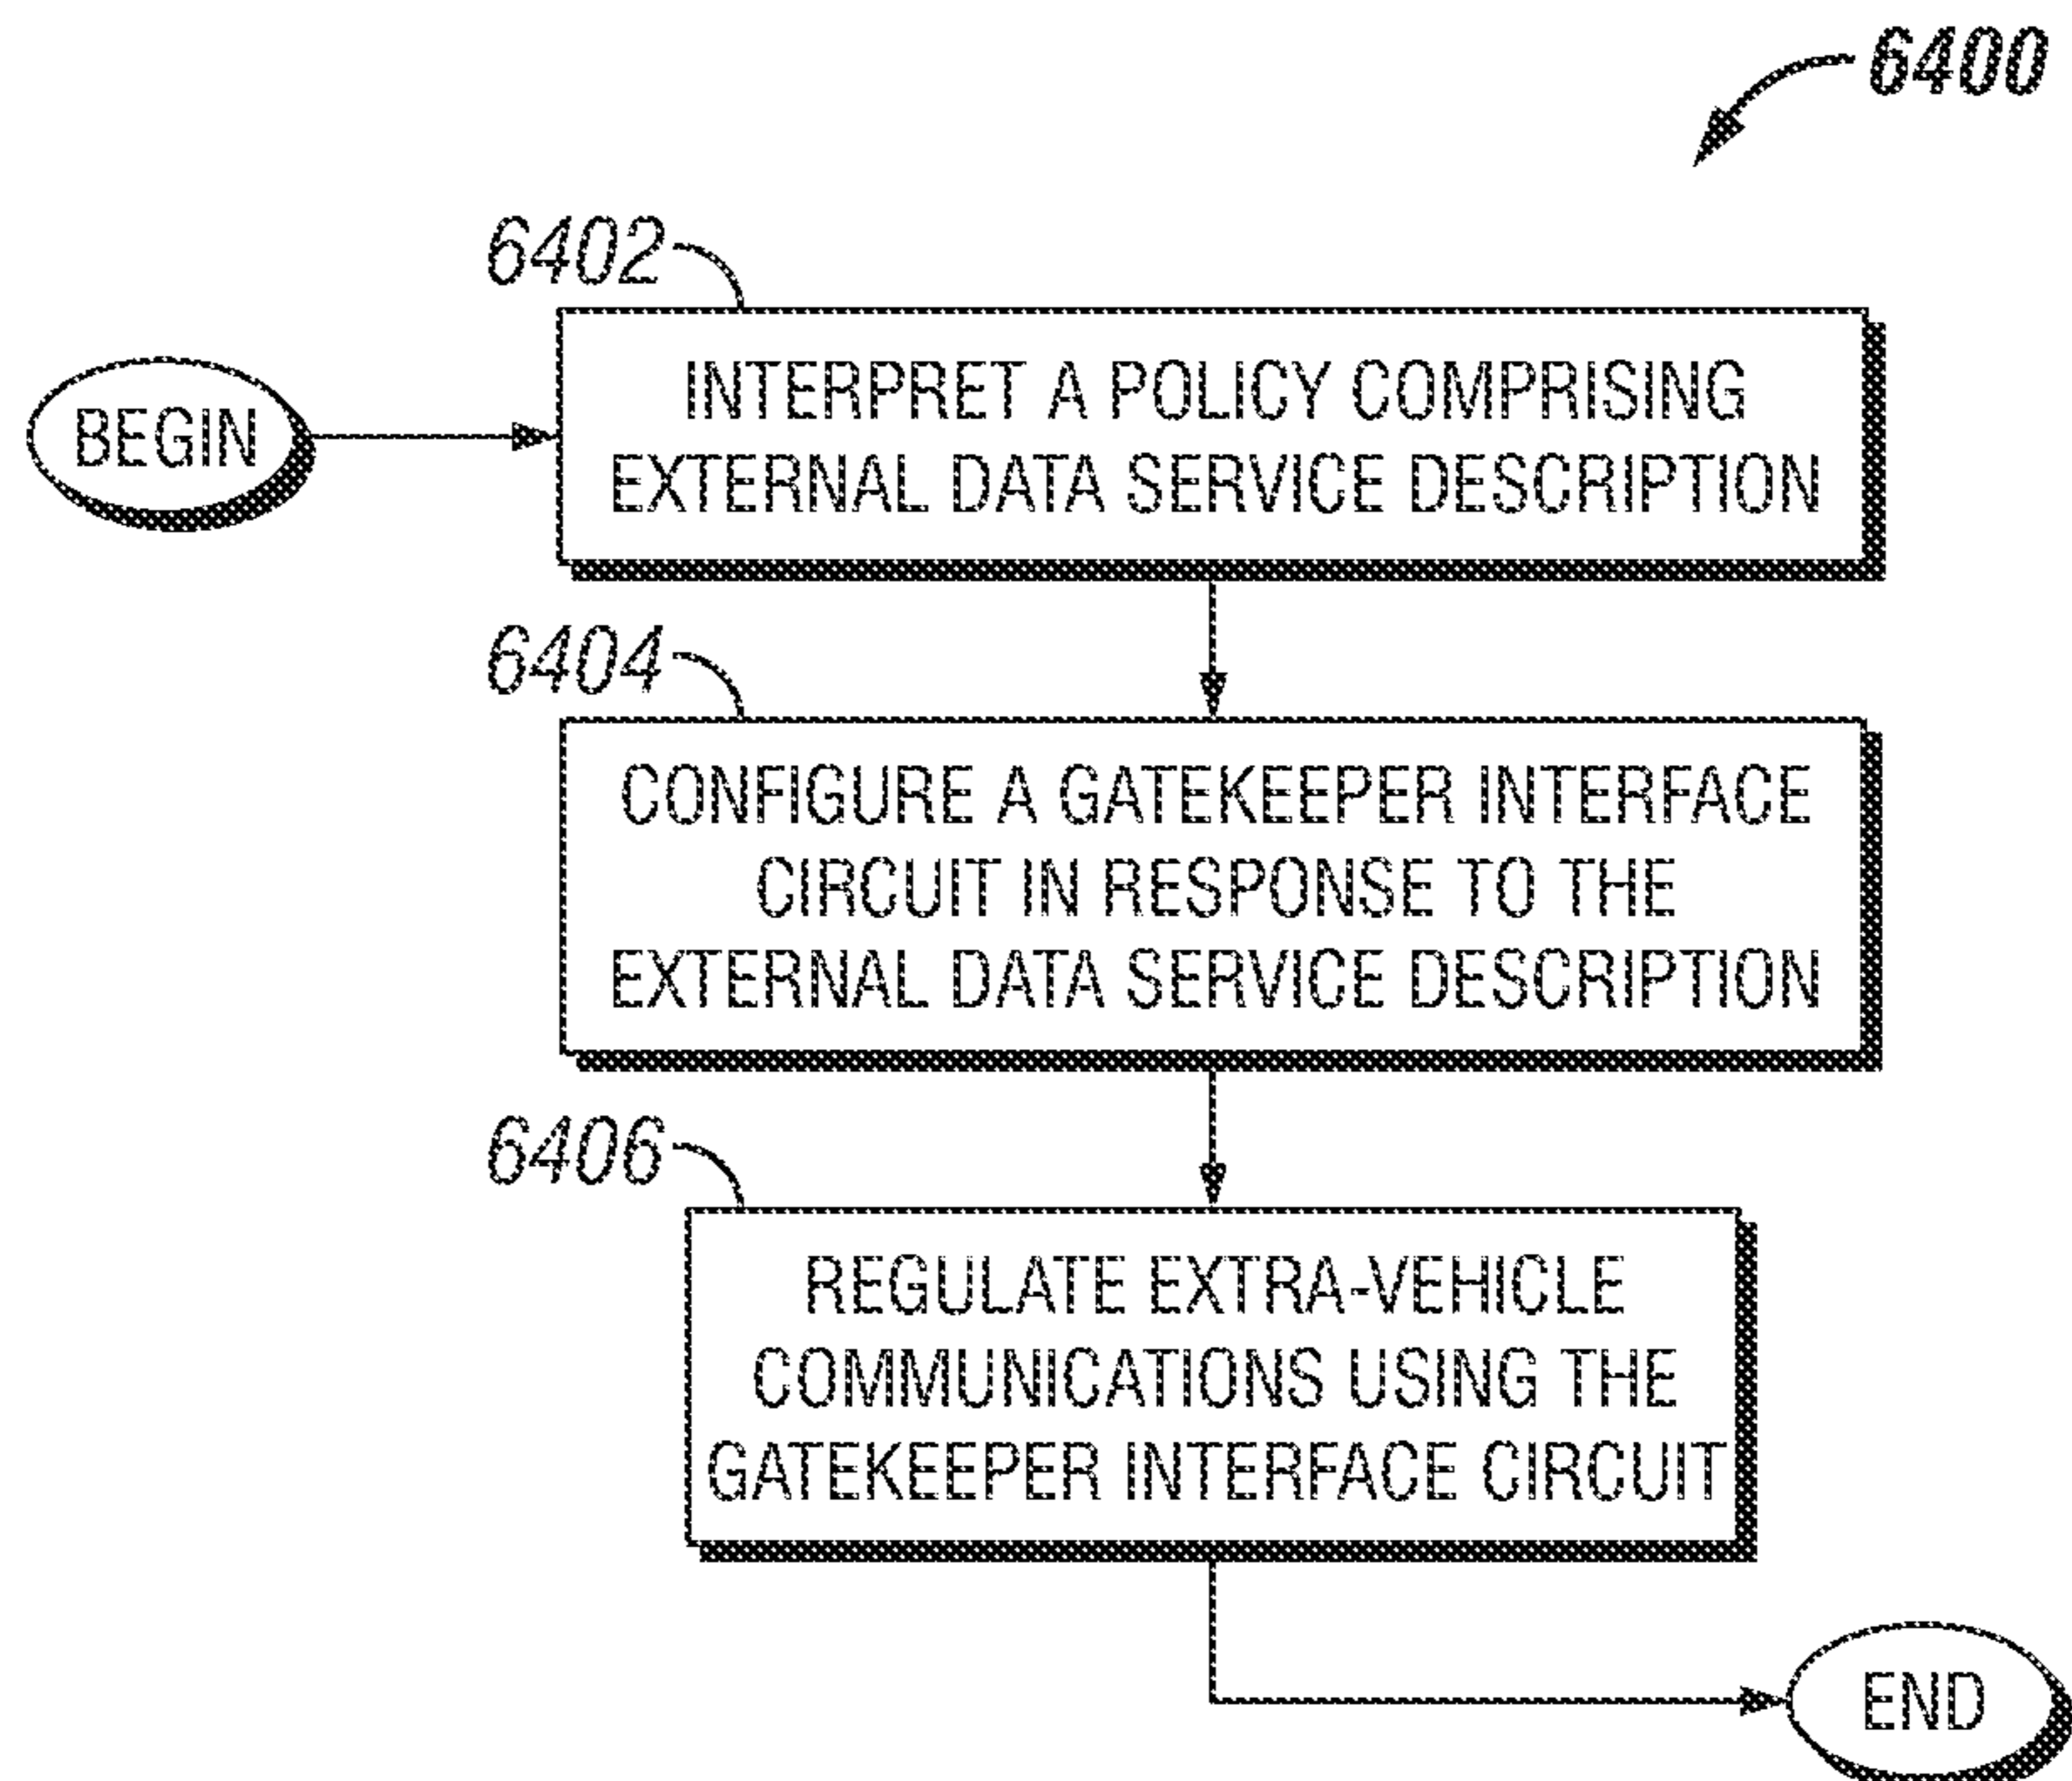 6400
6402
BEGIN
INTERPRET A POLICY COMPRISING
EXTERNAL DATA SERVICE DESCRIPTION
6404
CONFIGURE A GATEKEEPER INTERFACE
CIRCUIT IN RESPONSE TO THE
EXTERNAL DATA SERVICE DESCRIPTION
6406
REGULATE EXTRA-VEHICLE
COMMUNICATIONS USING THE
GATEKEEPER INTERFACE CIRCUIT
END